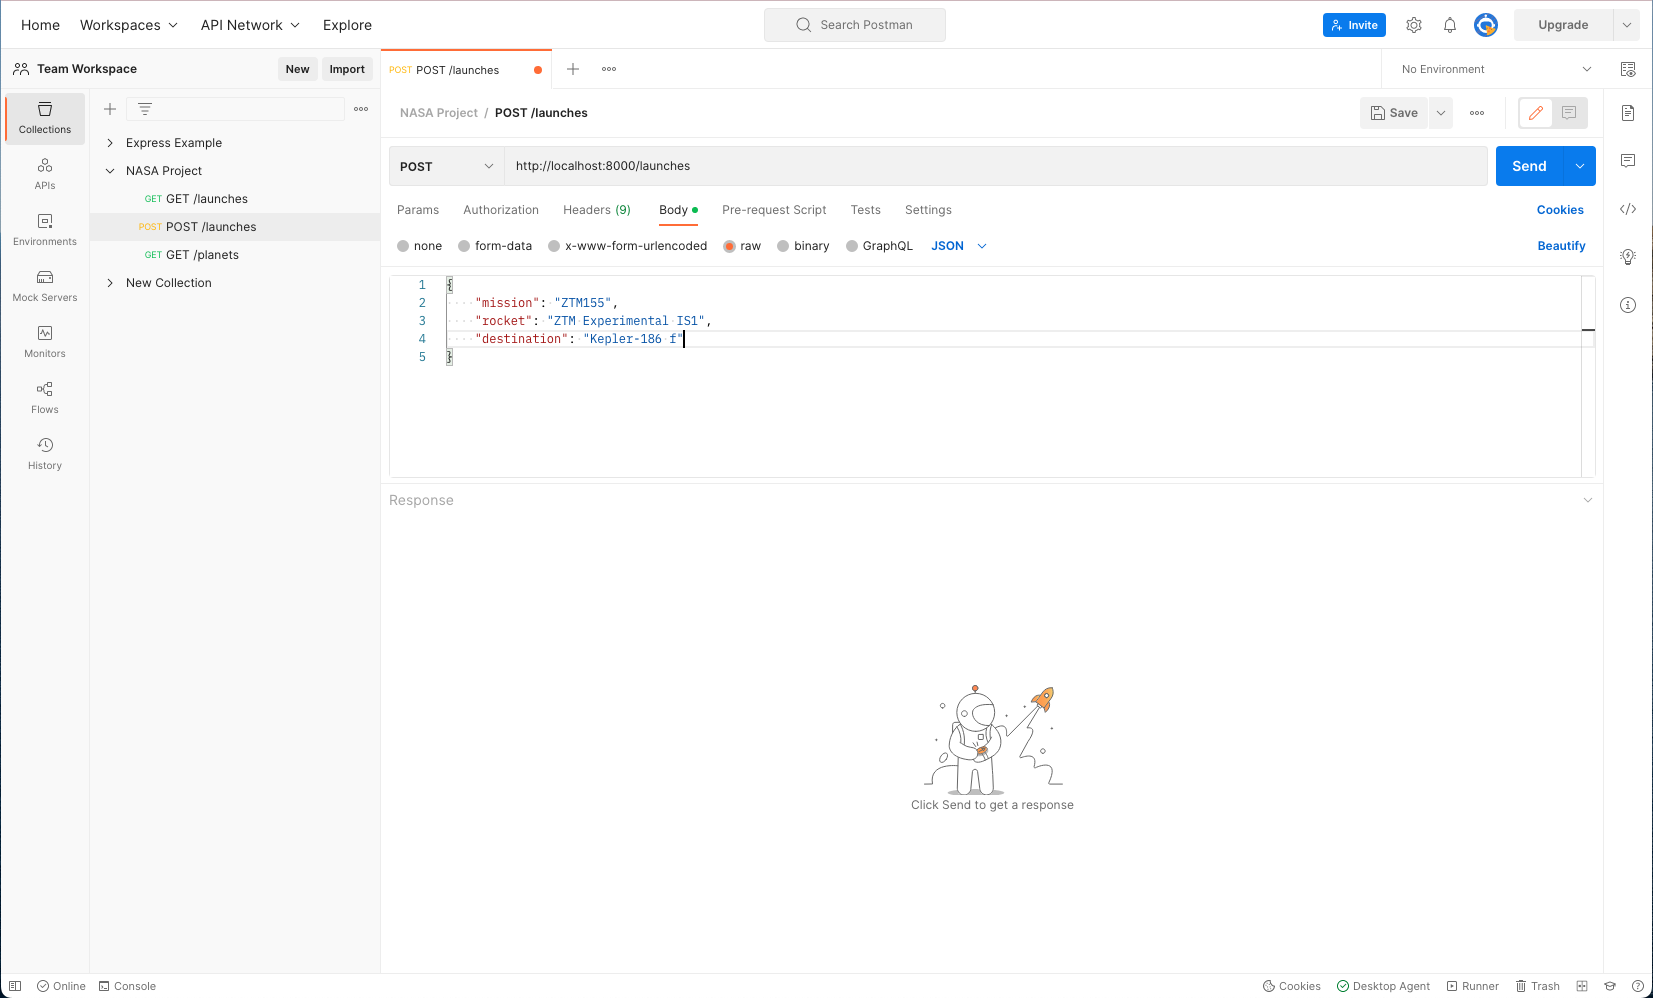 Home Workspaces API Network Explore Search Postman Invite Upgrade
Team Workspace New Import POST POST /launches No Environment
NASA Project / POST /launches Save
Collections
APIs
Environments
Mock Servers
Monitors
Flows
History
Express Example
NASA Project
GET GET /launches
POST POST /launches
GET GET /planets
New Collection
POST http://localhost:8000/launches Send
Params Authorization Headers (9) Body Pre-request Script Tests Settings Cookies
none form-data x-www-form-urlencoded raw binary GraphQL JSON Beautify
1 {
2 "mission": "ZTM155",
3 "rocket": "ZTM Experimental IS1",
4 "destination": "Kepler-186 f"
5 }
Response
Click Send to get a response
Online Console Cookies Desktop Agent Runner Trash